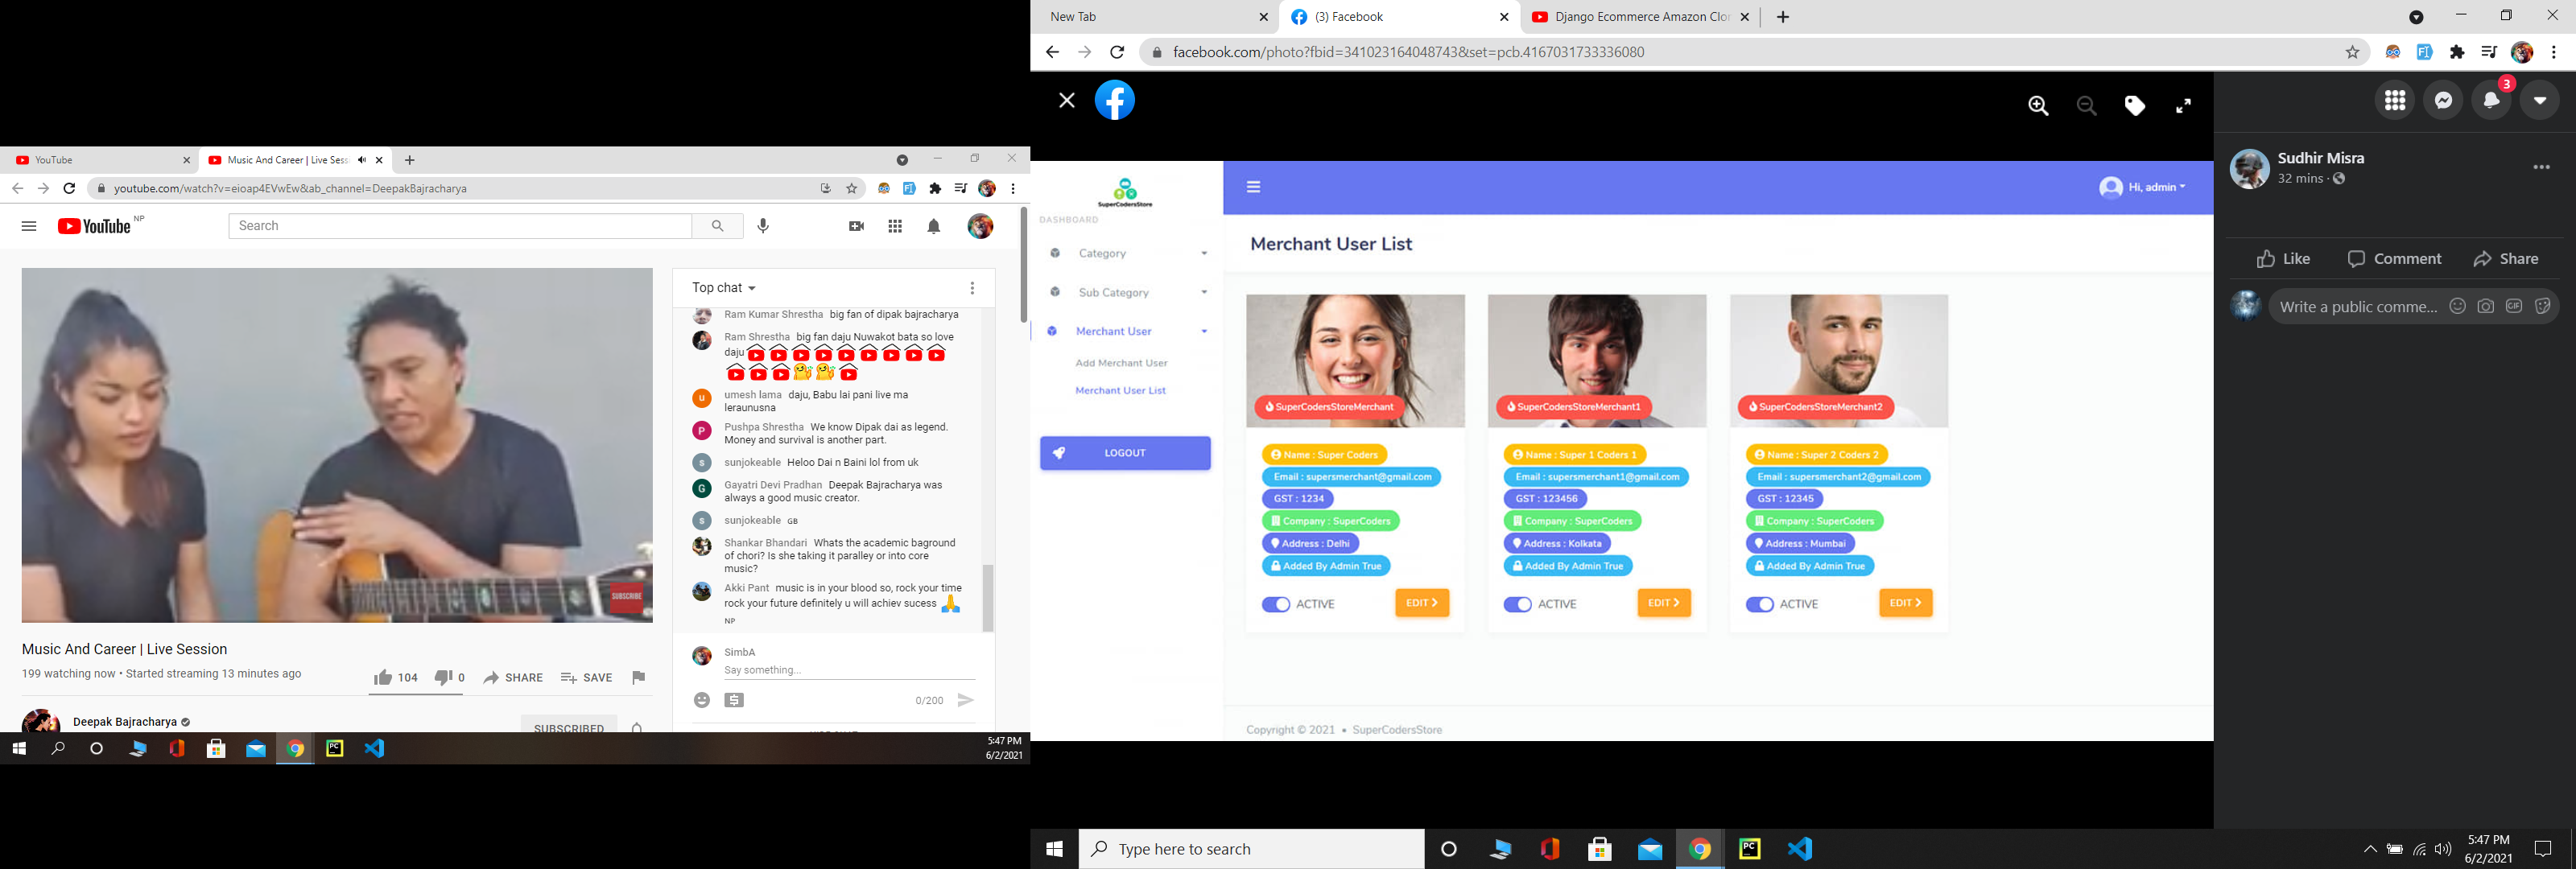 YouTube
Music And Career | Live Sess
youtube.com/watch?v=eioap4EVwEw&ab_channel=DeepakBajracharya
YouTube NP
Search
SUBSCRIBE
Music And Career | Live Session
199 watching now • Started streaming 13 minutes ago
104
0
SHARE
SAVE
Deepak Bajracharya
SUBSCRIBED
Top chat
Ram Kumar Shrestha big fan of dipak bajracharya
Ram Shrestha big fan daju Nuwakot bata so love
daju
umesh lama daju, Babu lai pani live ma
leraunusna
Pushpa Shrestha We know Dipak dai as legend.
Money and survival is another part.
sunjokeable Heloo Dai n Baini lol from uk
Gayatri Devi Pradhan Deepak Bajracharya was
always a good music creator.
sunjokeable GB
Shankar Bhandari Whats the academic baground
of chori? Is she taking it paralley or into core
music?
Akki Pant music is in your blood so, rock your time
rock your future definitely u will achiev sucess
NP
SimbA
Say something...
0/200
5:47 PM
6/2/2021
New Tab
(3) Facebook
Django Ecommerce Amazon Clor
facebook.com/photo?fbid=341023164048743&set=pcb.4167031733336080
SuperCodersStore
DASHBOARD
Category
Sub Category
Merchant User
Add Merchant User
Merchant User List
LOGOUT
Hi, admin
Merchant User List
SuperCodersStoreMerchant
Name : Super Coders
Email : supersmerchant@gmail.com
GST : 1234
Company : SuperCoders
Address : Delhi
Added By Admin True
ACTIVE
EDIT
SuperCodersStoreMerchant1
Name : Super 1 Coders 1
Email : supersmerchant1@gmail.com
GST : 123456
Company : SuperCoders
Address : Kolkata
Added By Admin True
ACTIVE
EDIT
SuperCodersStoreMerchant2
Name : Super 2 Coders 2
Email : supersmerchant2@gmail.com
GST : 12345
Company : SuperCoders
Address : Mumbai
Added By Admin True
ACTIVE
EDIT
Copyright © 2021 • SuperCodersStore
3
Sudhir Misra
32 mins
Like
Comment
Share
Write a public comme...
GIF
Type here to search
PC
5:47 PM
6/2/2021